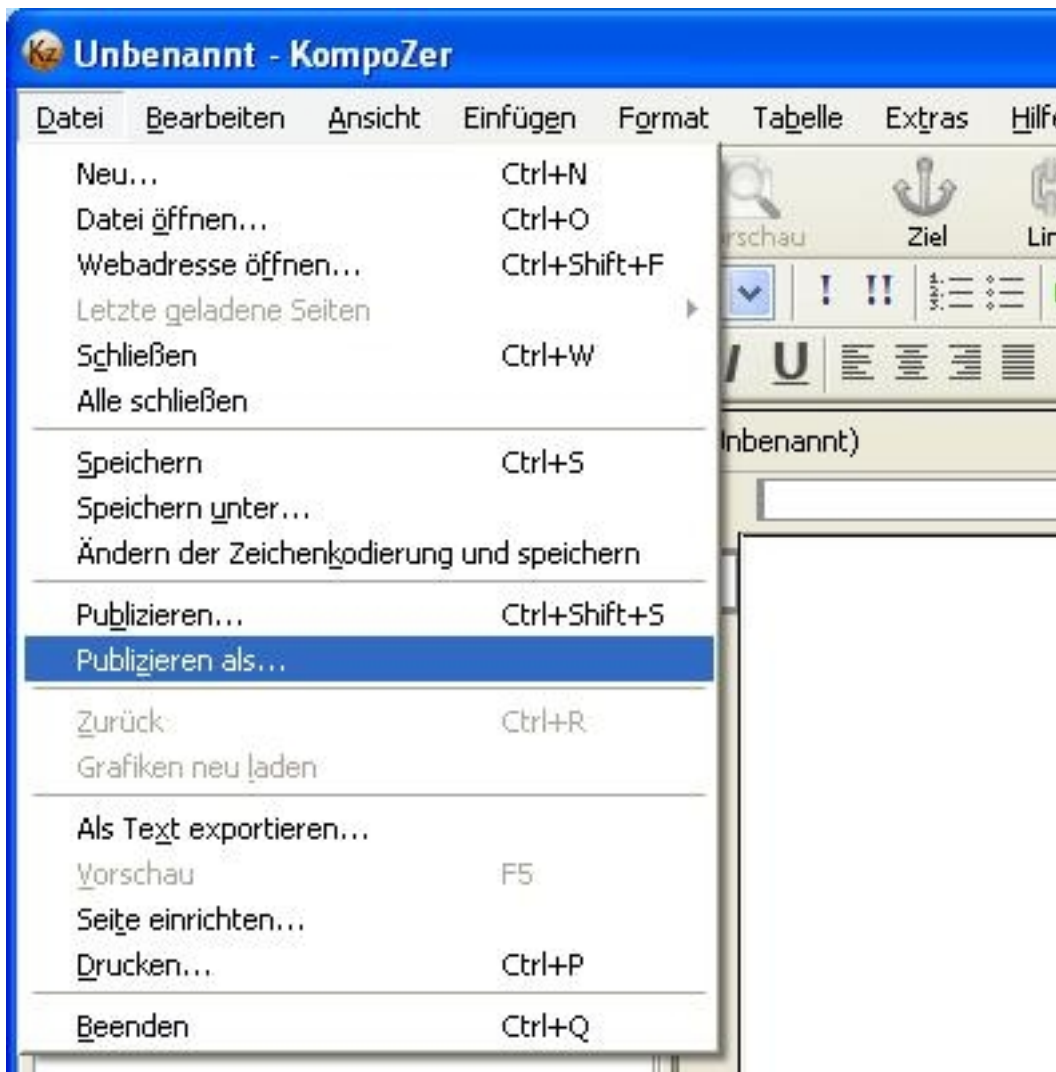 Kz Unbenannt - KompoZer
Datei Bearbeiten Ansicht Einfügen Format Tabelle Extras
Neu... Ctrl+N
Datei öffnen... Ctrl+O
Webadresse öffnen... Ctrl+Shift+F
Letzte geladene Seiten
Schließen Ctrl+W
Alle schließen
Speichern Ctrl+S
Speichern unter...
Ändern der Zeichenkodierung und speichern
Publizieren... Ctrl+Shift+S
Publizieren als...
Zurück Ctrl+R
Grafiken neu laden
Als Text exportieren...
Vorschau F5
Seite einrichten...
Drucken... Ctrl+P
Beenden Ctrl+Q
Ziel